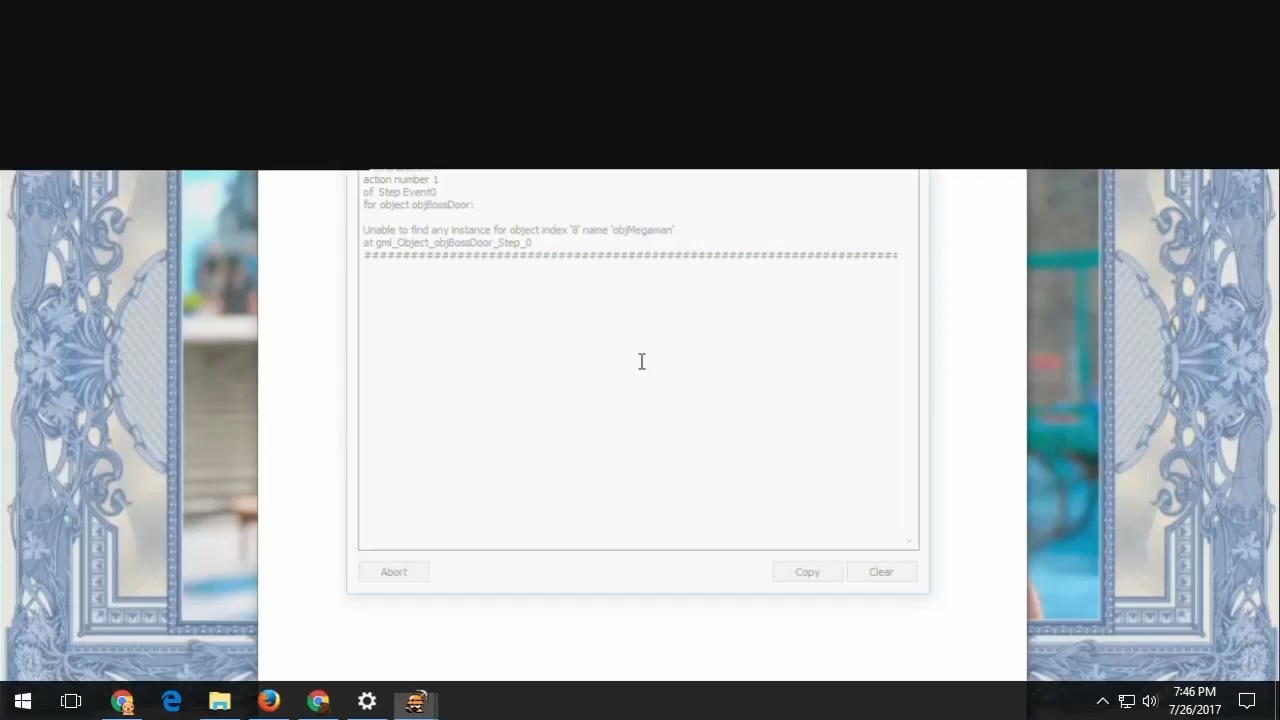 action number 1
of  Step Event0
for object objBossDoor:
Unable to find any instance for object index '8' name 'objMegaman'
at gml_Object_objBossDoor_Step_0
####################################################################
Abort
Copy
Clear
7:46 PM
7/26/2017